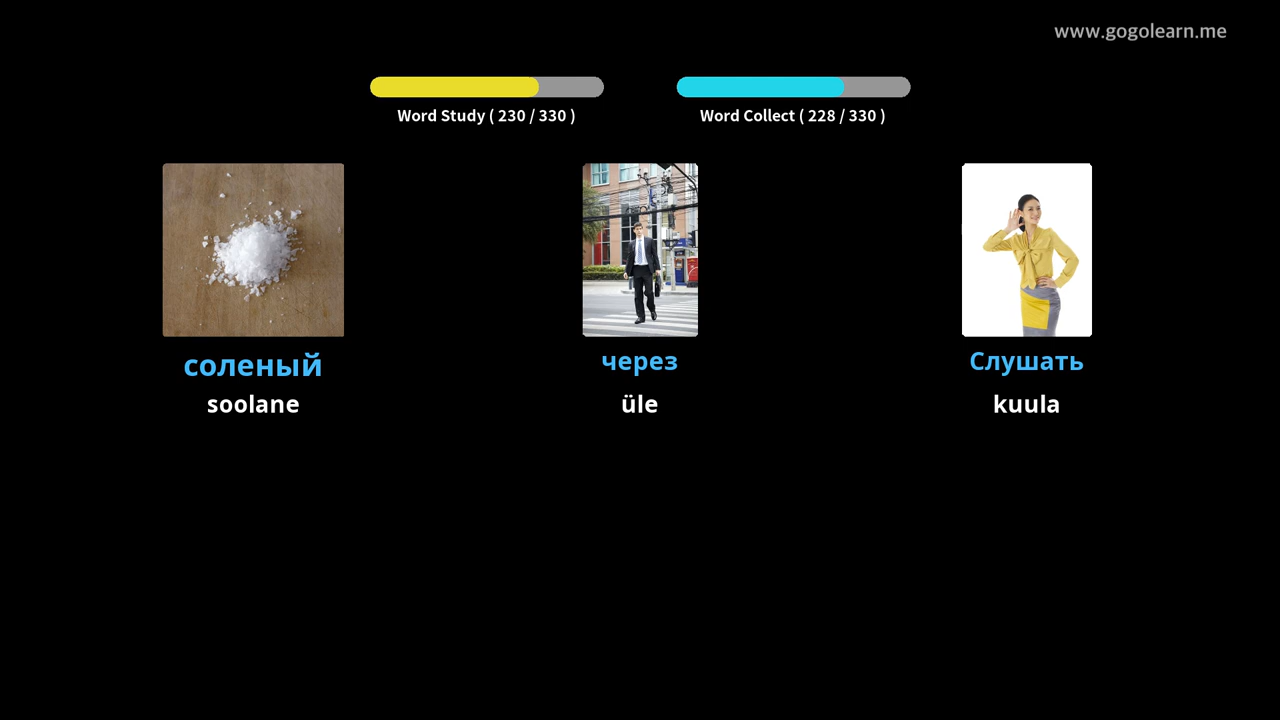 www.gogolearn.me
Word Study ( 230 / 330 )
Word Collect ( 228 / 330 )
соленый
через
Слушать
soolane
üle
kuula